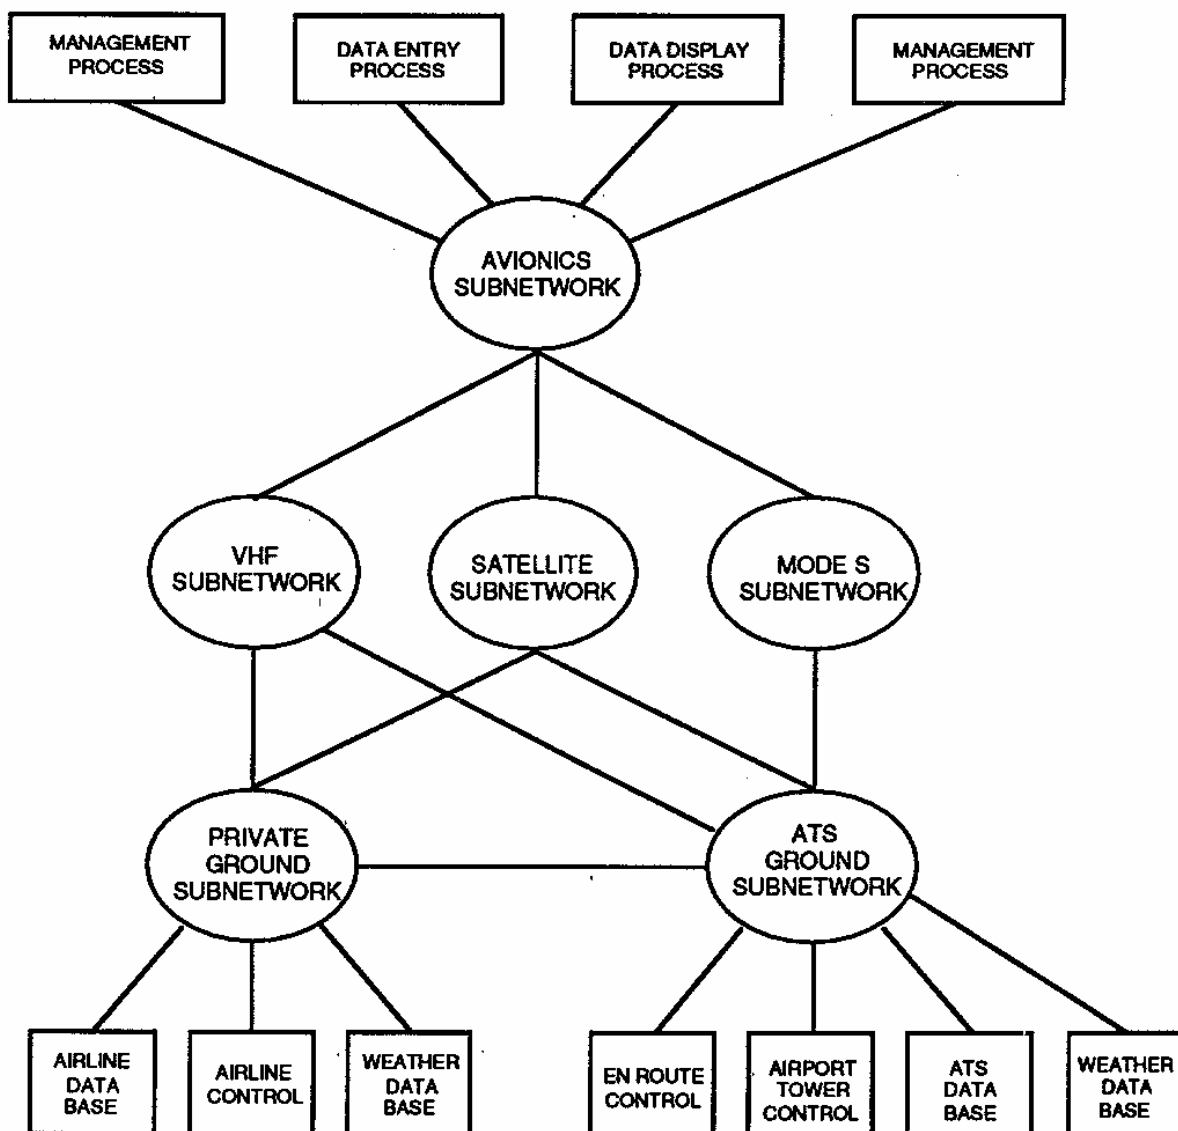 MANAGEMENT
PROCESS
DATA ENTRY
PROCESS
DATA DISPLAY
PROCESS
MANAGEMENT
PROCESS
AVIONICS
SUBNETWORK
VHF
SUBNETWORK
SATELLITE
SUBNETWORK
MODE S
SUBNETWORK
PRIVATE
GROUND
SUBNETWORK
ATS
GROUND
SUBNETWORK
AIRLINE
DATA
BASE
AIRLINE
CONTROL
WEATHER
DATA
BASE
EN ROUTE
CONTROL
AIRPORT
TOWER
CONTROL
ATS
DATA
BASE
WEATHER
DATA
BASE